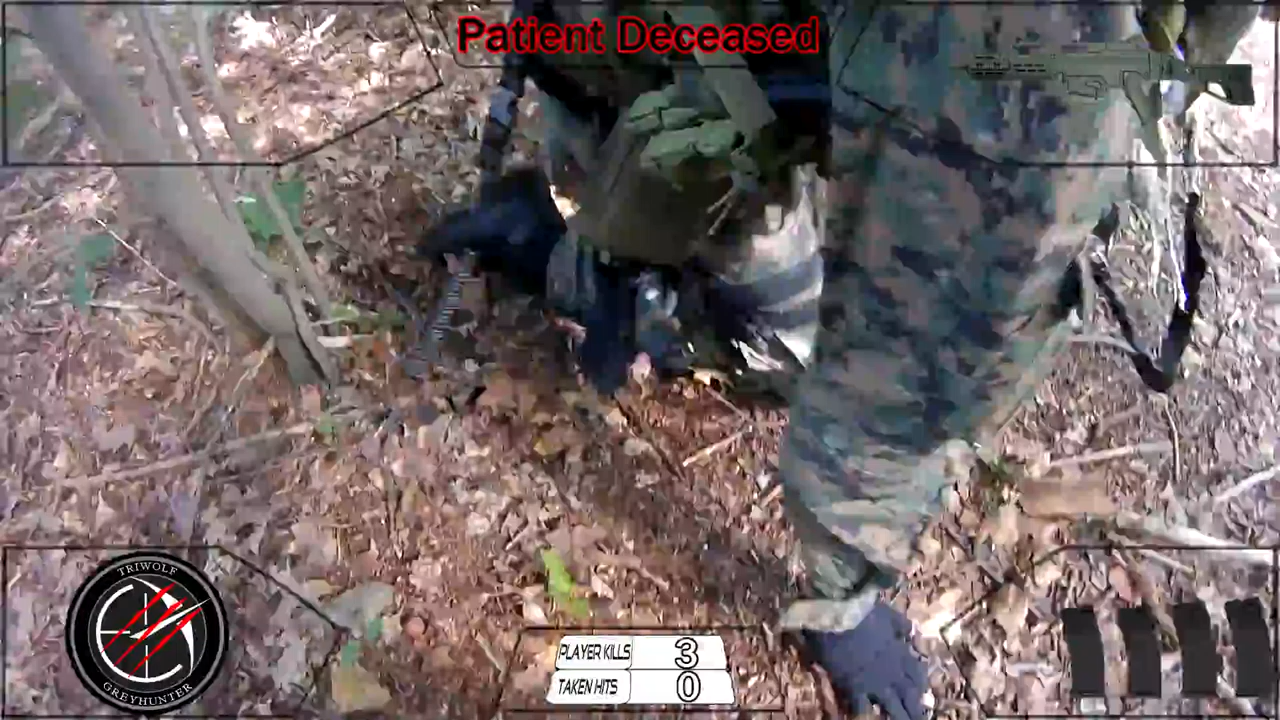 Patient Deceased
TRIWOLF
GREYHUNTER
PLAYER KILLS 3
TAKEN HITS 0